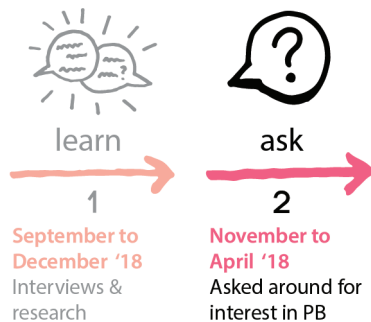 ?
?
learn
ask
1
2
September to
December ‘18
Interviews &
research
November to
April ‘18
Asked around for
interest in PB